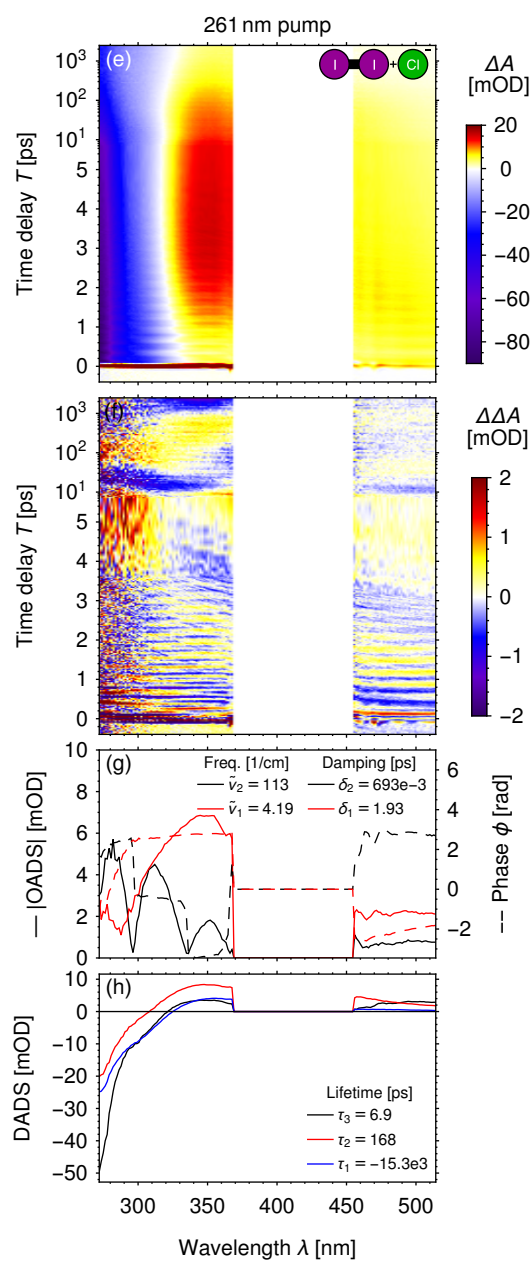 261 nm pump
(e)
I I + Cl -
ΔA
[mOD]
10³
10²
10¹
5
4
3
2
1
0
Time delay T [ps]
20
0
−20
−40
−60
−80
(f)
ΔΔA
[mOD]
10³
10²
10¹
5
4
3
2
1
0
Time delay T [ps]
2
1
0
−1
−2
(g)
Freq. [1/cm] Damping [ps]
ṽ₂ = 113 δ₂ = 693e−3
ṽ₁ = 4.19 δ₁ = 1.93
10
8
6
4
2
0
— |OADS| [mOD]
6
4
2
0
−2
-- Phase ϕ [rad]
(h)
10
0
−10
−20
−30
−40
−50
DADS [mOD]
Lifetime [ps]
τ₃ = 6.9
τ₂ = 168
τ₁ = −15.3e3
300 350 400 450 500
Wavelength λ [nm]